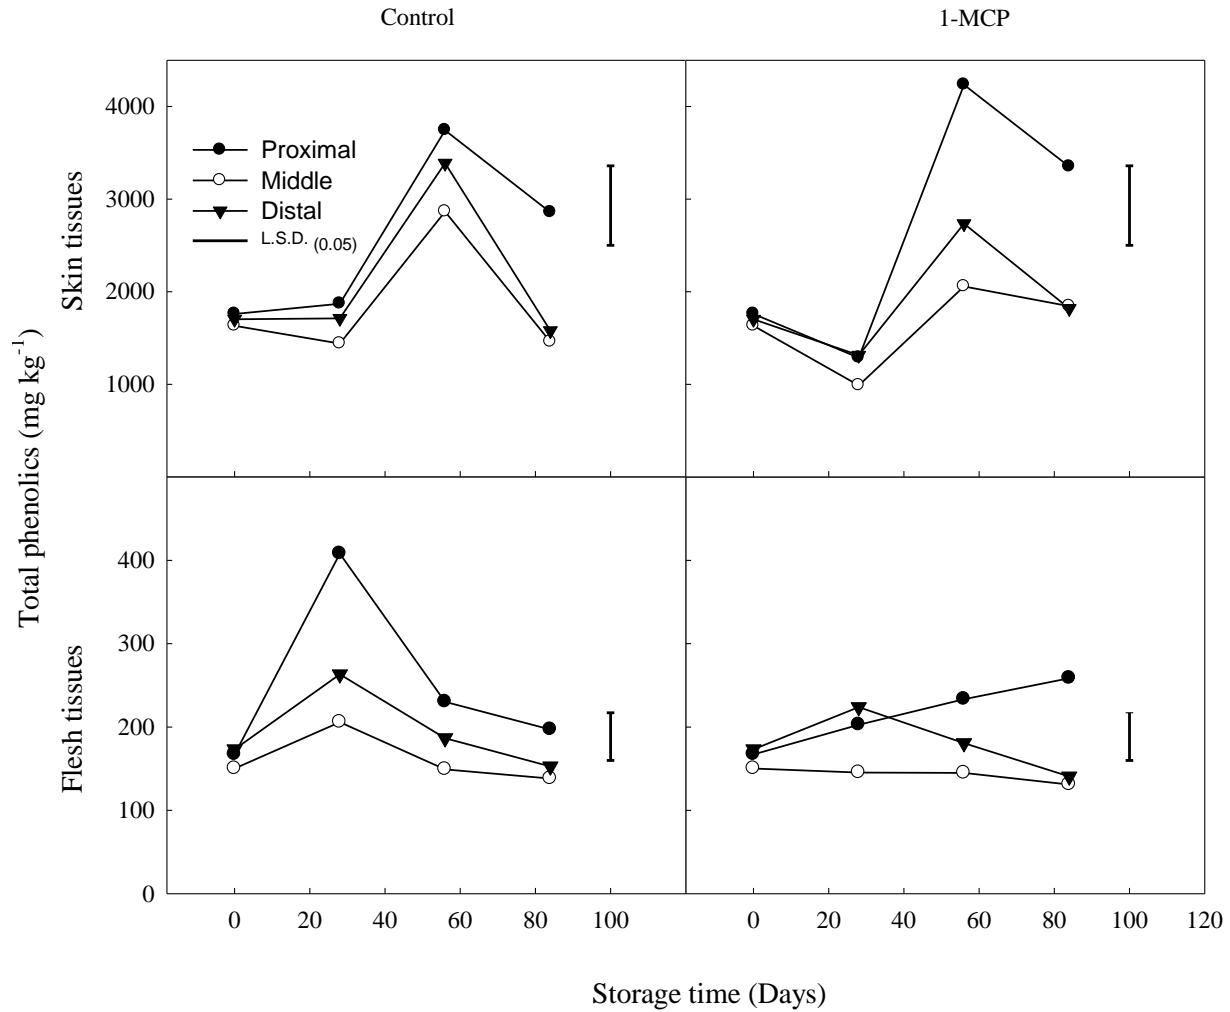 Control
1-MCP
4000
3000
2000
1000
Proximal
Middle
Distal
L.S.D. (0.05)
Skin tissues
Total phenolics (mg kg-1)
Flesh tissues
400
300
200
100
0
0 20 40 60 80 100
0 20 40 60 80 100 120
Storage time (Days)